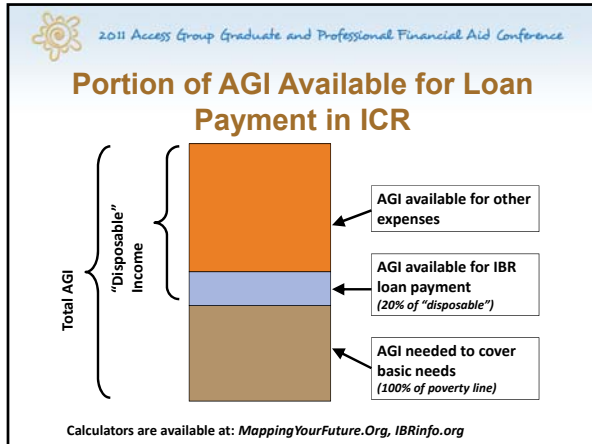 2011 Access Group Graduate and Professional Financial Aid Conference
Portion of AGI Available for Loan
Payment in ICR
Total AGI
"Disposable"
Income
AGI available for other
expenses
AGI available for IBR
loan payment
(20% of "disposable")
AGI needed to cover
basic needs
(100% of poverty line)
Calculators are available at: MappingYourFuture.Org, IBRinfo.org